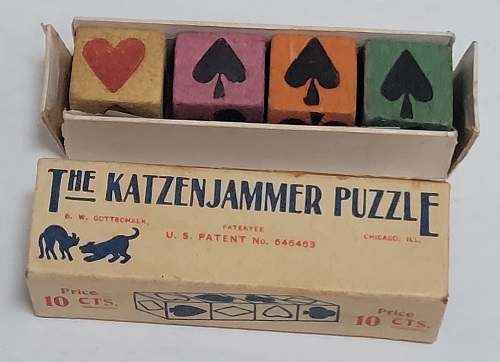 THE KATZENJAMMER PUZZLE
B. W. GOTTSCHALK,
PATENTEE
CHICAGO, ILL.
U. S. PATENT No. 646463
Price
10 CTS.
Price
10 CTS.